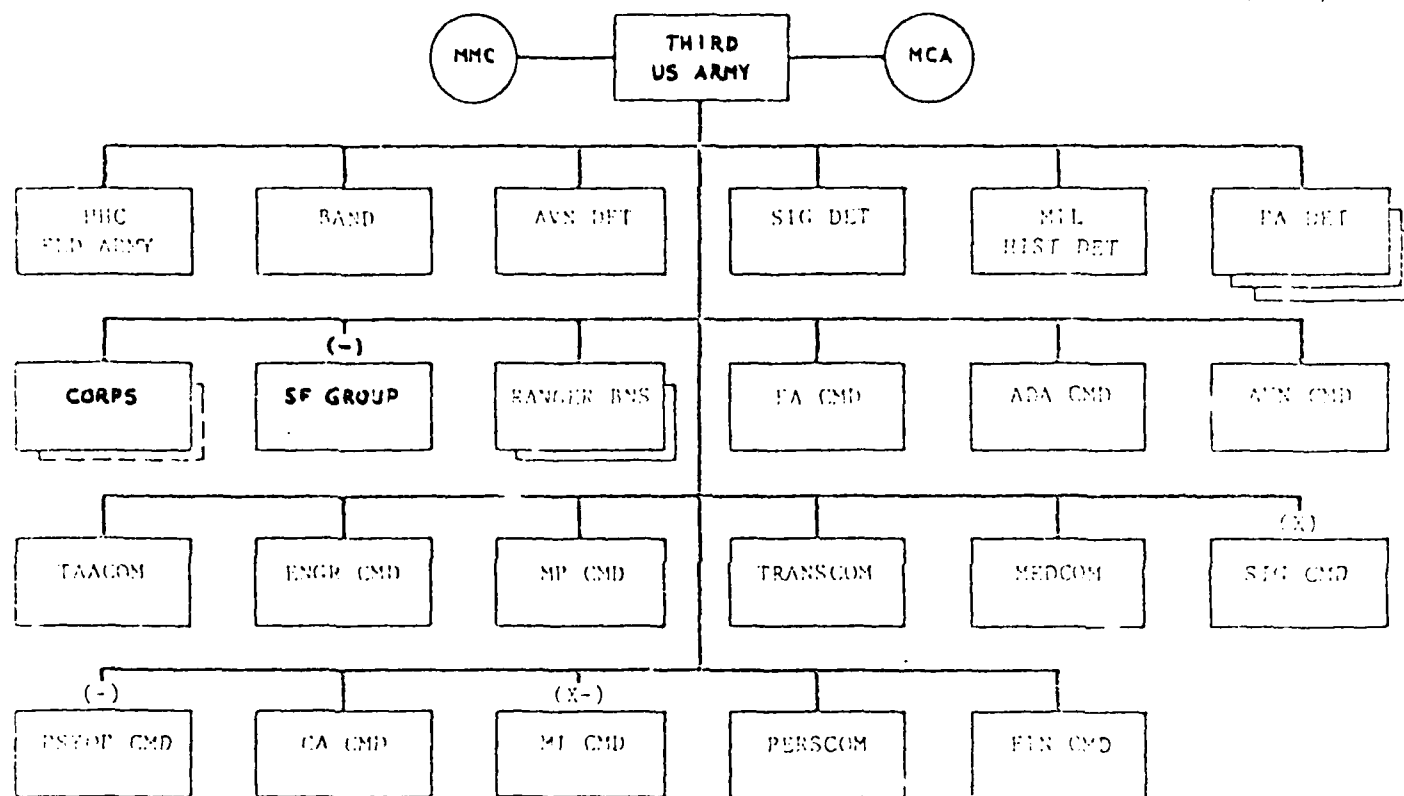 MMC
THIRD
US ARMY
MCA
HHC
FLD ARMY
BAND
AVN DET
SIG DET
MIL
HIST DET
PA DET
(-)
CORPS
SF GROUP
RANGER BNS
FA CMD
ADA CMD
AVN CMD
(X)
TAACOM
ENGR CMD
MP CMD
TRANSCOM
MEDCOM
SIG CMD
(-)
(X-)
PSYOP CMD
CA CMD
MI CMD
PERSCOM
FIN CMD